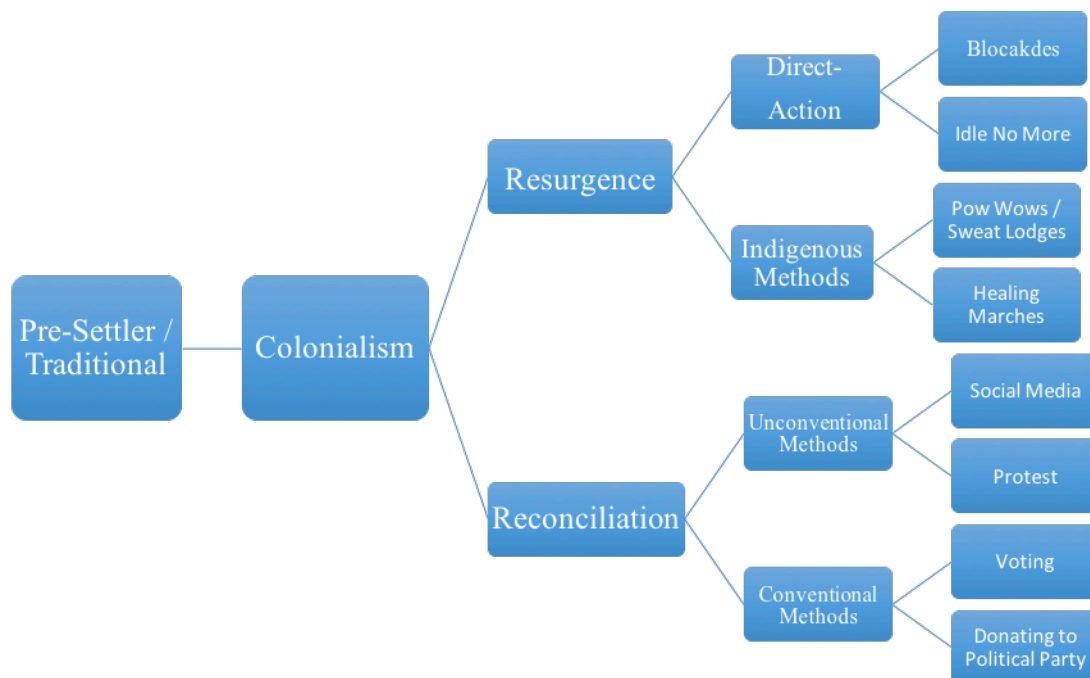 Pre-Settler /
Traditional
Colonialism
Resurgence
Direct-
Action
Blocakdes
Idle No More
Indigenous
Methods
Pow Wows /
Sweat Lodges
Healing
Marches
Reconciliation
Unconventional
Methods
Social Media
Protest
Conventional
Methods
Voting
Donating to
Political Party